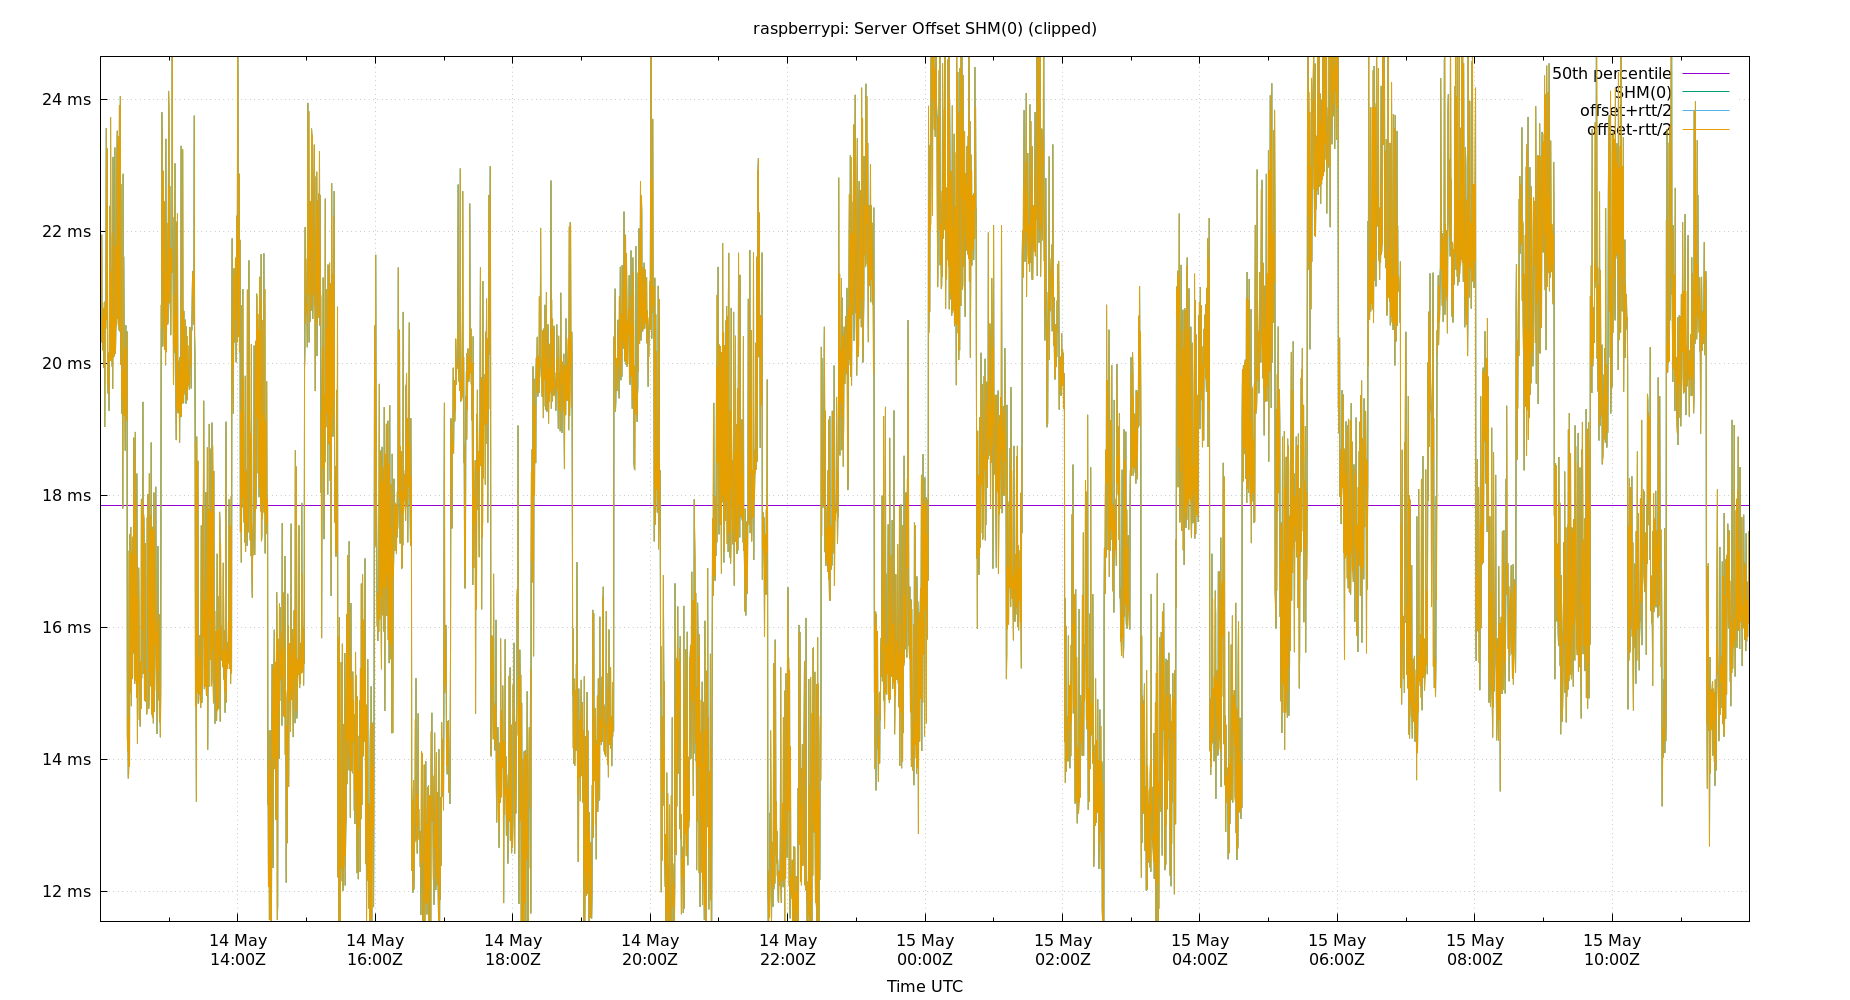 raspberrypi: Server Offset SHM(0) (clipped)
50th percentile
SHM(0)
offset+rtt/2
offset-rtt/2
24 ms
22 ms
20 ms
18 ms
16 ms
14 ms
12 ms
14 May 14 May 14 May 14 May 14 May 15 May 15 May 15 May 15 May 15 May 15 May
14:00Z 16:00Z 18:00Z 20:00Z 22:00Z 00:00Z 02:00Z 04:00Z 06:00Z 08:00Z 10:00Z
Time UTC